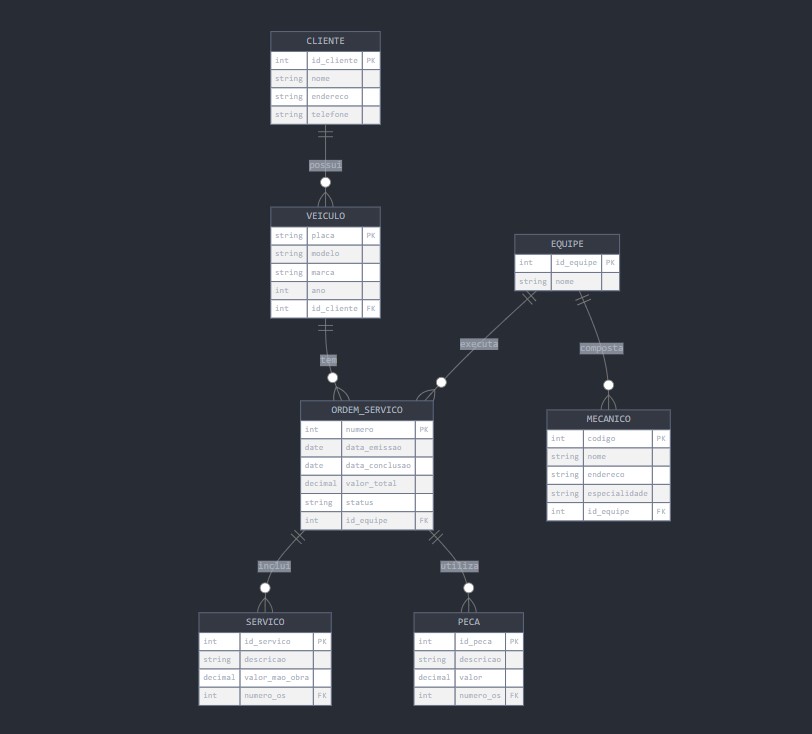 CLIENTE
int id_cliente PK
string nome
string endereco
string telefone
possui
VEICULO
string placa PK
string modelo
string marca
int ano
int id_cliente FK
EQUIPE
int id_equipe PK
string nome
tem
executa
composta
ORDEM_SERVICO
int numero PK
date data_emissao
date data_conclusao
decimal valor_total
string status
int id_equipe FK
MECANICO
int codigo PK
string nome
string endereco
string especialidade
int id_equipe FK
inclui
utiliza
SERVICO
int id_servico PK
string descricao
decimal valor_mao_obra
int numero_os FK
PECA
int id_peca PK
string descricao
decimal valor
int numero_os FK